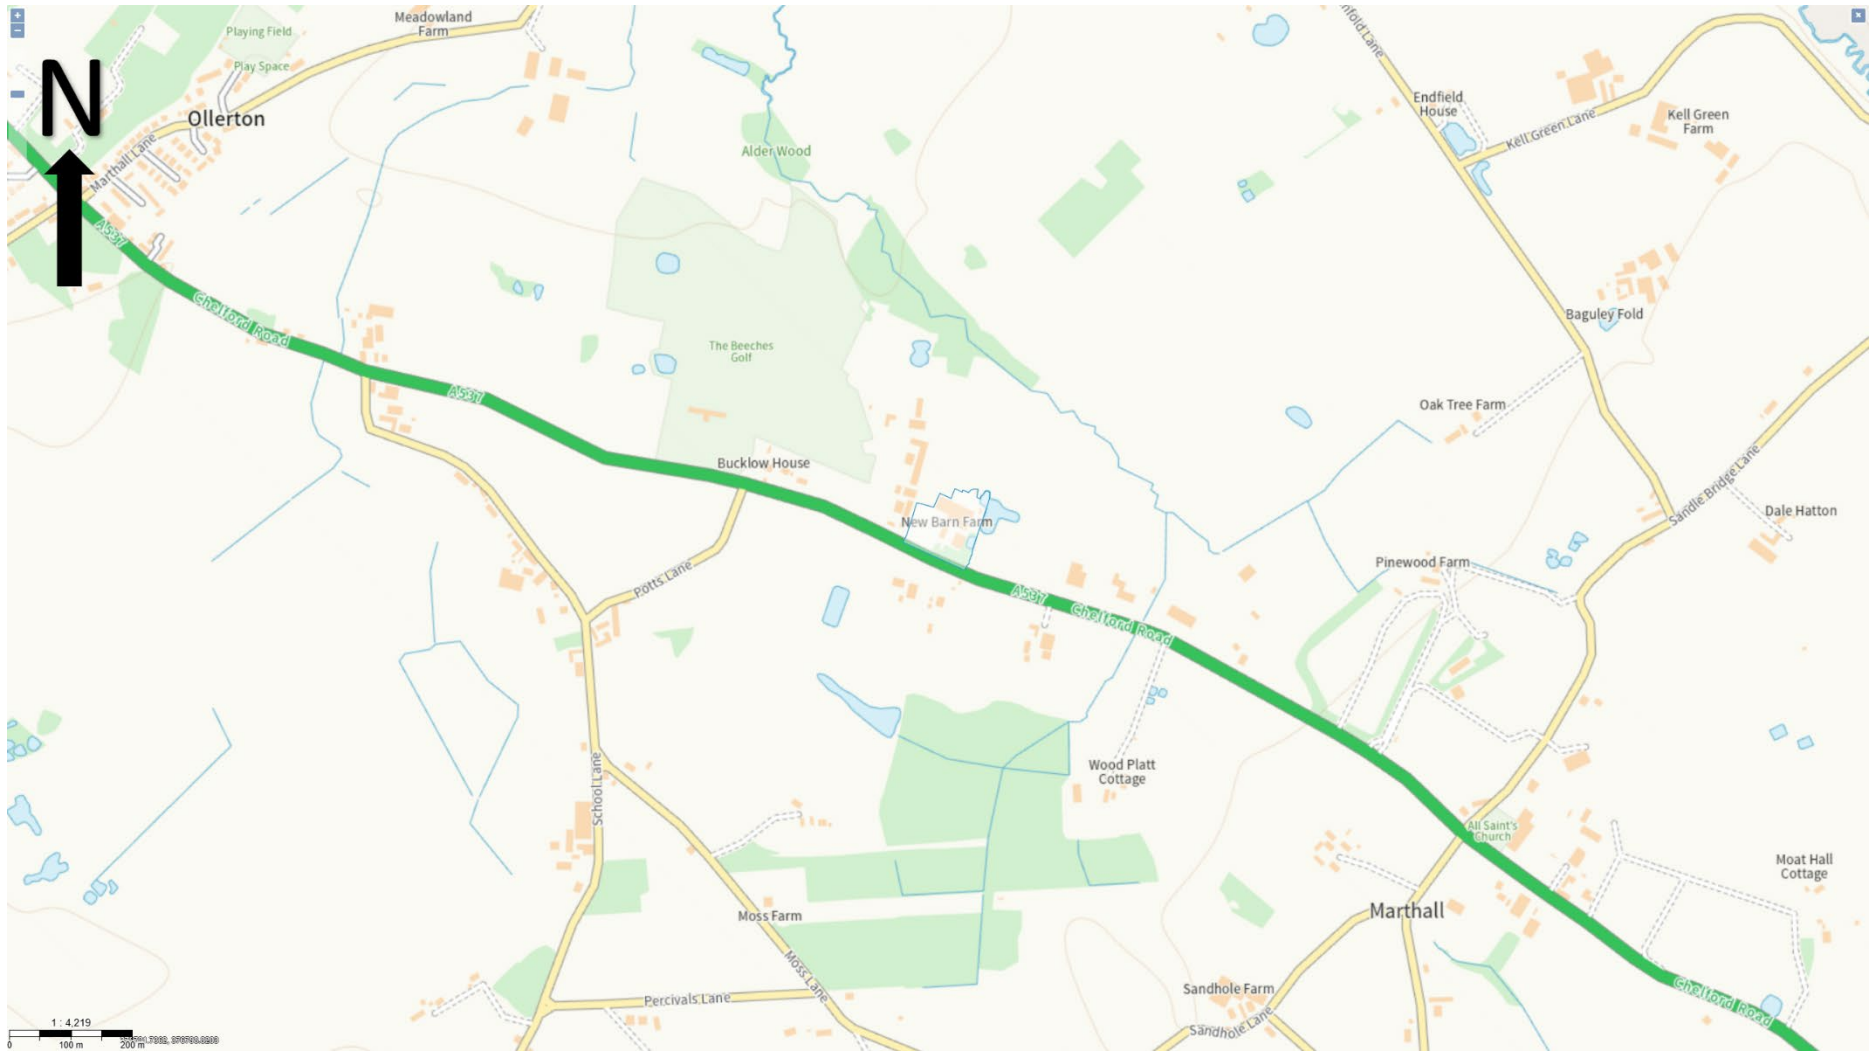 Meadowland
Farm
Playing Field
Play Space
N
Ollerton
Marthall Lane
A537
Chelford Road
A537
Alder Wood
The Beeches
Golf
Bucklow House
New Barn Farm
Potts Lane
A537
Chelford Road
Endfield
House
Kell Green Lane
Kell Green
Farm
Baguley Fold
Oak Tree Farm
Sandle Bridge Lane
Dale Hatton
Pinewood Farm
Wood Platt
Cottage
School Lane
Moss Farm
Moss Lane
Percivals Lane
All Saint's
Church
Marthall
Moat Hall
Cottage
Sandhole Farm
Sandhole Lane
Chelford Road
1 : 4,219
0
100 m
200 m